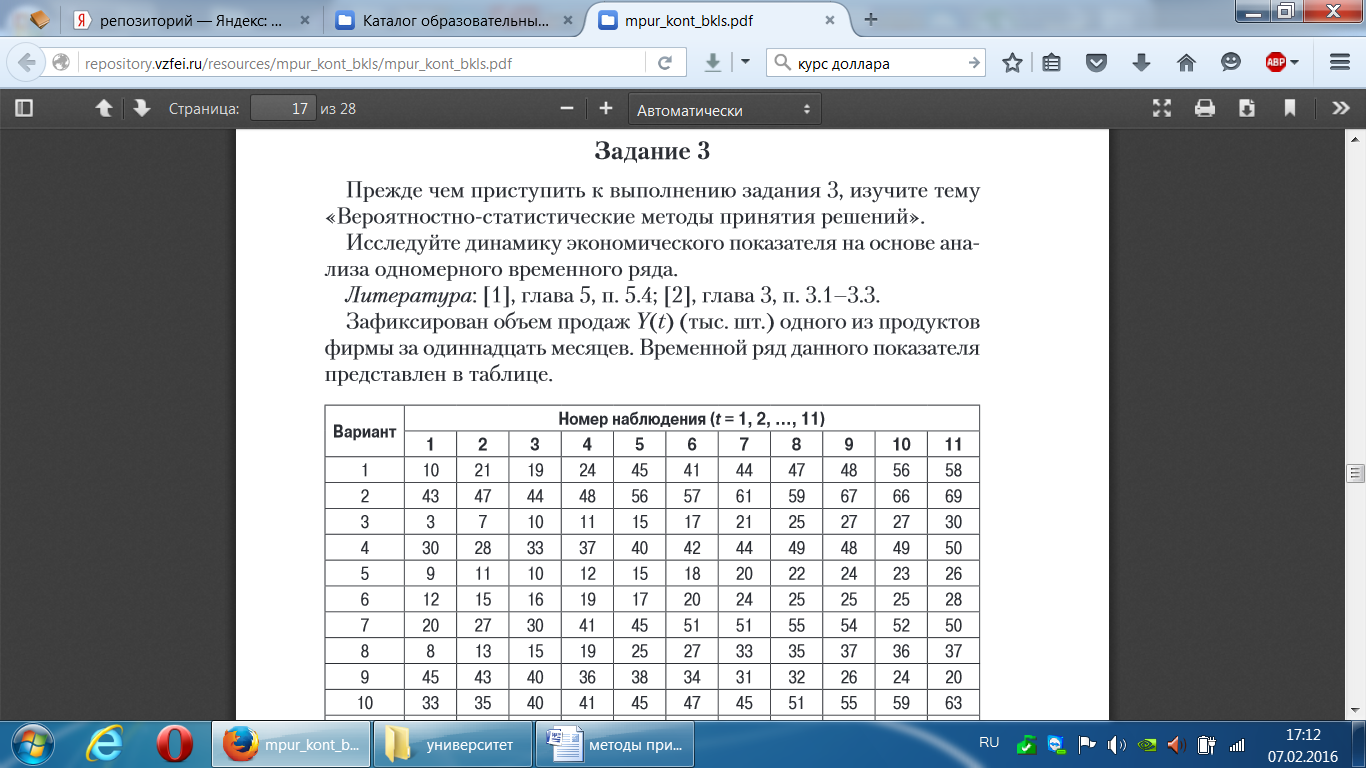 репозиторий — Яндекс: ...
Каталог образовательны...
mpur_kont_bkls.pdf
repository.vzfei.ru/resources/mpur_kont_bkls/mpur_kont_bkls.pdf
курс доллара
ABP
Страница: 17 из 28
Автоматически
Задание 3
Прежде чем приступить к выполнению задания 3, изучите тему
«Вероятностно-статистические методы принятия решений».
Исследуйте динамику экономического показателя на основе ана-
лиза одномерного временного ряда.
Литература: [1], глава 5, п. 5.4; [2], глава 3, п. 3.1–3.3.
Зафиксирован объем продаж Y(t) (тыс. шт.) одного из продуктов
фирмы за одиннадцать месяцев. Временной ряд данного показателя
представлен в таблице.
Вариант
Номер наблюдения (t = 1, 2, ..., 11)
1 2 3 4 5 6 7 8 9 10 11
1 10 21 19 24 45 41 44 47 48 56 58
2 43 47 44 48 56 57 61 59 67 66 69
3 3 7 10 11 15 17 21 25 27 27 30
4 30 28 33 37 40 42 44 49 48 49 50
5 9 11 10 12 15 18 20 22 24 23 26
6 12 15 16 19 17 20 24 25 25 25 28
7 20 27 30 41 45 51 51 55 54 52 50
8 8 13 15 19 25 27 33 35 37 36 37
9 45 43 40 36 38 34 31 32 26 24 20
10 33 35 40 41 45 47 45 51 55 59 63
mpur_kont_b...
университет
методы при...
RU
17:12
07.02.2016